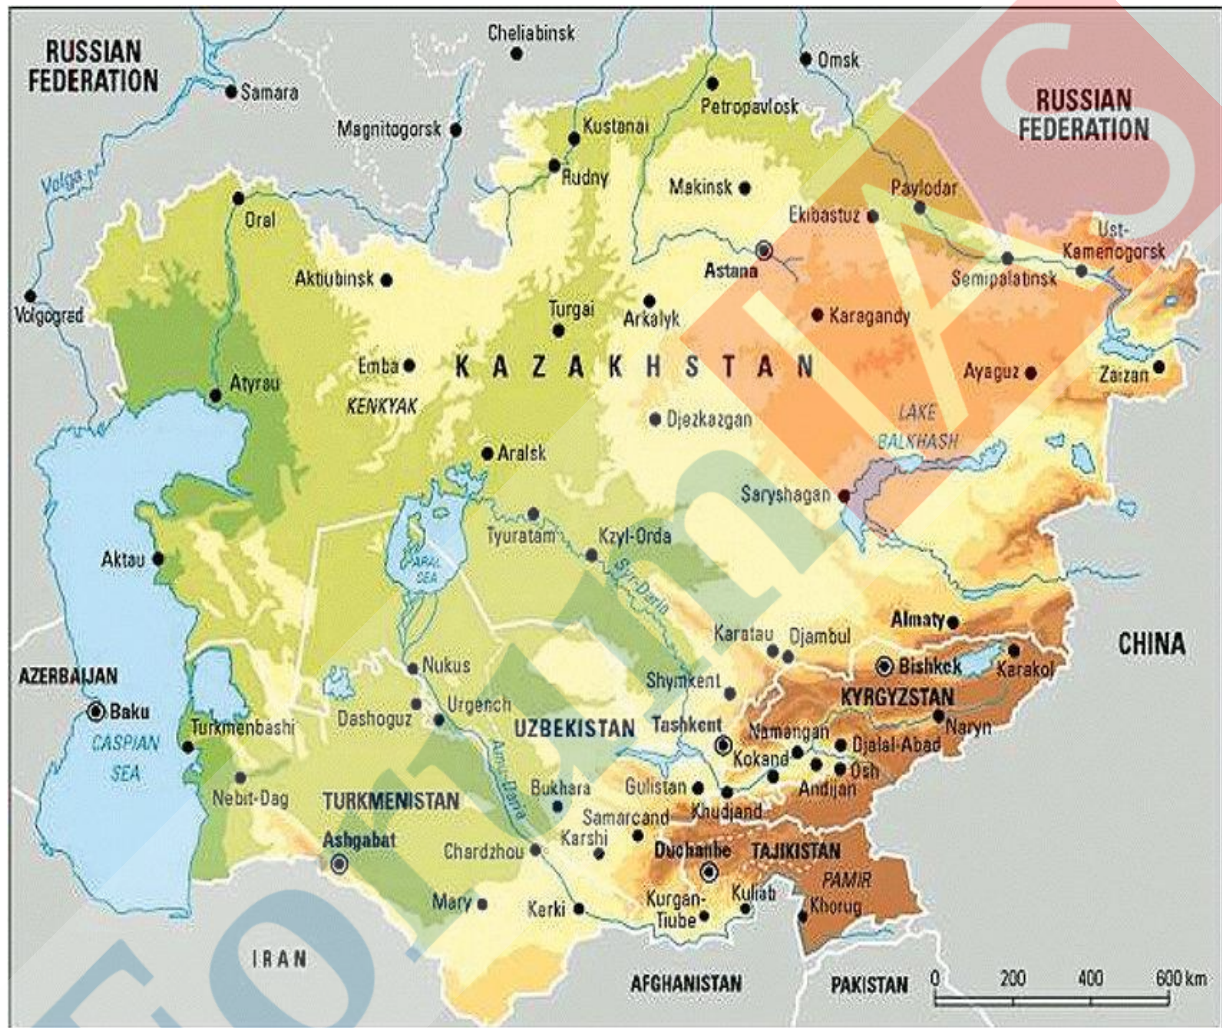 Cheliabinsk
RUSSIAN
FEDERATION
Omsk
Samara
Petropavlosk
RUSSIAN
FEDERATION
Magnitogorsk
Kustanai
Volga
Rudny
Makinsk
Pavlodar
Oral
Ekibastuz
Ust-
Kamenogorsk
Astana
Semipalatinsk
Aktiubinsk
Volgograd
Turgai
Arkalyk
Karagandy
Emba
KAZAKHSTAN
Ayaguz
Zaizan
Atyrau
KENKYAK
Djezkazgan
LAKE
BALKHASH
Aralsk
Saryshagan
Tyuratam
Kzyl-Orda
Aktau
ARAL
SEA
Syr-Daria
Almaty
Karatau
Djambul
CHINA
Nukus
Bishkek
Karakol
AZERBAIJAN
Shymkent
KYRGYZSTAN
Baku
Dashoguz
Urgench
UZBEKISTAN
Tashkent
Namangan
Naryn
Turkmenbashi
CASPIAN
SEA
Djalal-Abad
Kokand
Osh
Amu-Daria
Nebit-Dag
TURKMENISTAN
Bukhara
Gulistan
Andijan
Khudjand
Samarcand
Ashgabat
Chardzhou
Karshi
Duchanbe
TAJIKISTAN
PAMIR
Mary
Kerki
Kurgan-
Tiube
Kuliab
Khorug
IRAN
AFGHANISTAN
PAKISTAN
0 200 400 600 km
Forum
IAS